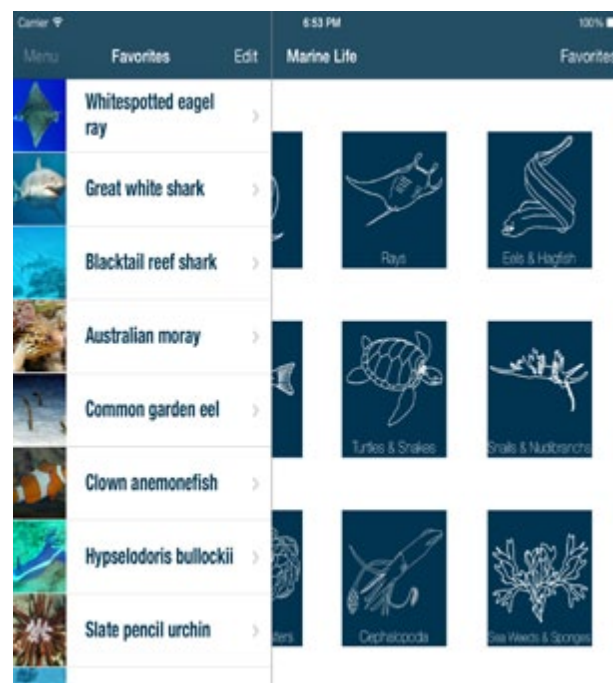 Carrier
6:53 PM
100%
Menu
Favorites
Edit
Marine Life
Favorites
Whitespotted eagel
ray
Great white shark
Blacktail reef shark
Australian moray
Common garden eel
Clown anemonefish
Hypselodoris bullockii
Slate pencil urchin
Rays
Eels & Hagfish
Turtles & Snakes
Snails & Nudibranchs
ters
Cephalopoda
Sea Weeds & Sponges